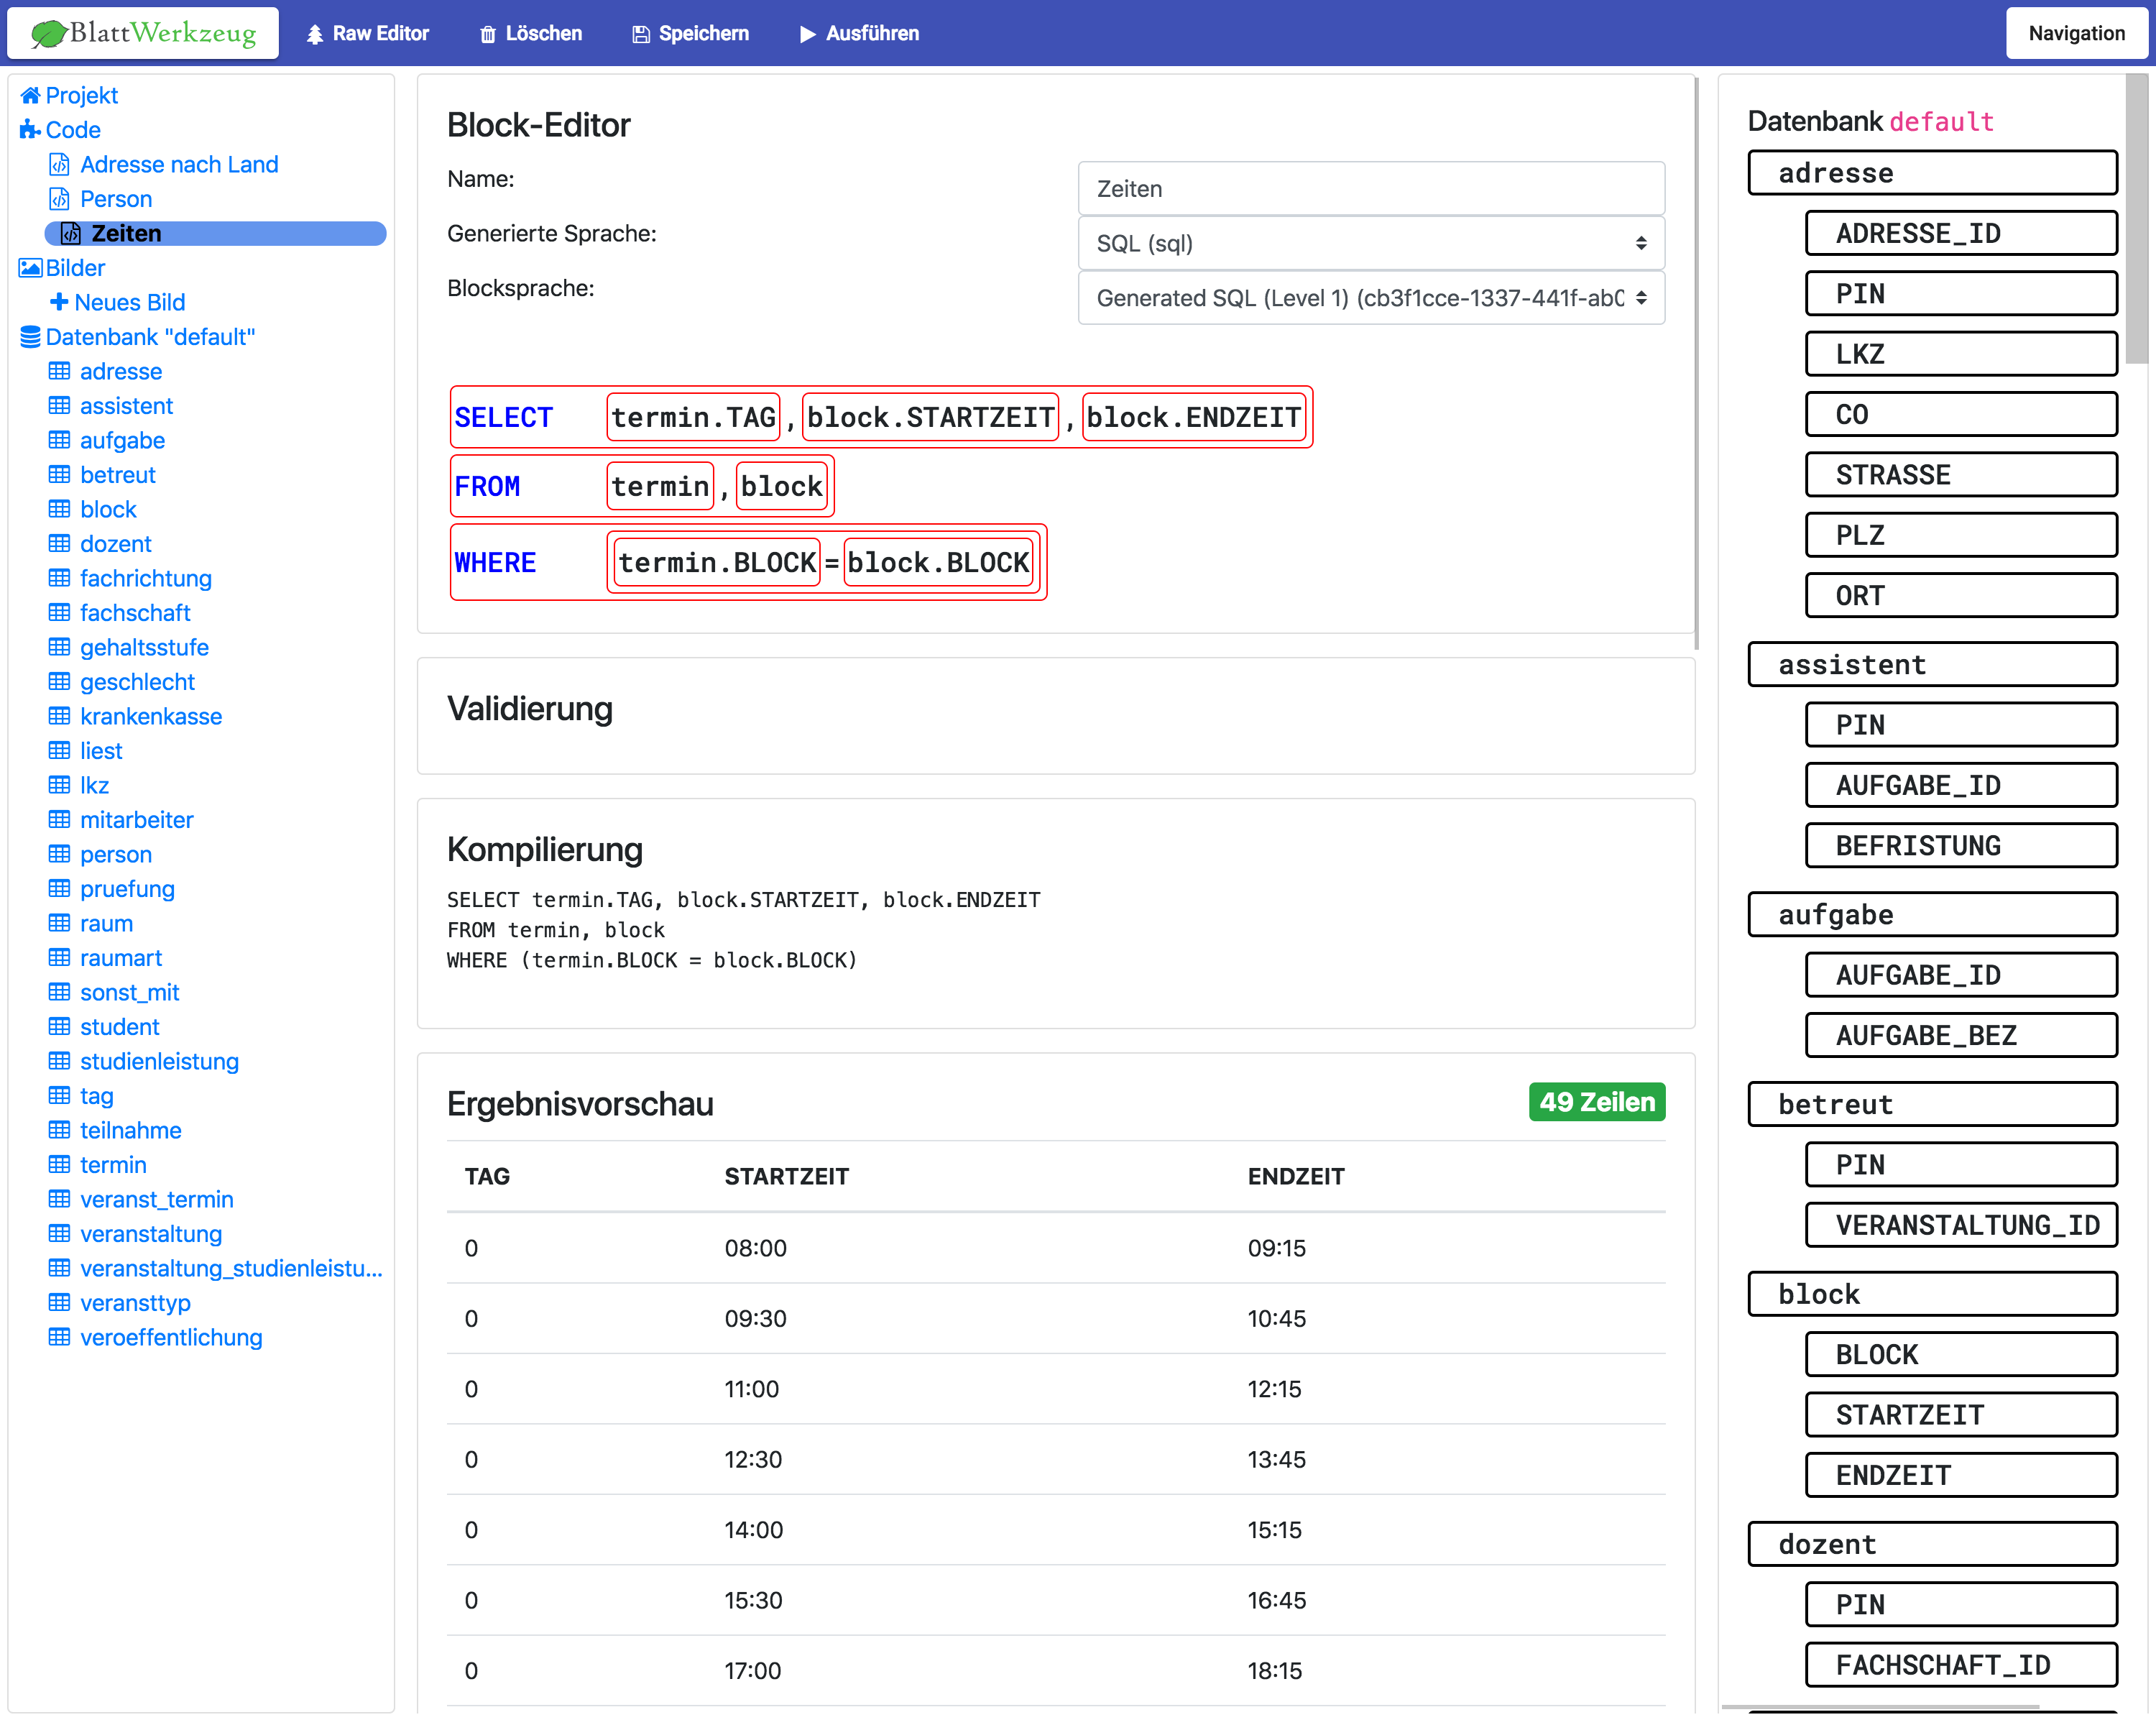 BlattWerkzeug
Raw Editor
Löschen
Speichern
Ausführen
Navigation
Projekt
Code
Adresse nach Land
Person
Zeiten
Bilder
Neues Bild
Datenbank "default"
adresse
assistent
aufgabe
betreut
block
dozent
fachrichtung
fachschaft
gehaltsstufe
geschlecht
krankenkasse
liest
lkz
mitarbeiter
person
pruefung
raum
raumart
sonst_mit
student
studienleistung
tag
teilnahme
termin
veranst_termin
veranstaltung
veranstaltung_studienleistu...
veransttyp
veroeffentlichung
Block-Editor
Name:
Zeiten
Generierte Sprache:
SQL (sql)
Blocksprache:
Generated SQL (Level 1) (cb3f1cce-1337-441f-ab0
SELECT termin.TAG , block.STARTZEIT , block.ENDZEIT
FROM termin , block
WHERE termin.BLOCK = block.BLOCK
Validierung
Kompilierung
SELECT termin.TAG, block.STARTZEIT, block.ENDZEIT
FROM termin, block
WHERE (termin.BLOCK = block.BLOCK)
Ergebnisvorschau
49 Zeilen
TAG STARTZEIT ENDZEIT
0 08:00 09:15
0 09:30 10:45
0 11:00 12:15
0 12:30 13:45
0 14:00 15:15
0 15:30 16:45
0 17:00 18:15
Datenbank default
adresse
ADRESSE_ID
PIN
LKZ
CO
STRASSE
PLZ
ORT
assistent
PIN
AUFGABE_ID
BEFRISTUNG
aufgabe
AUFGABE_ID
AUFGABE_BEZ
betreut
PIN
VERANSTALTUNG_ID
block
BLOCK
STARTZEIT
ENDZEIT
dozent
PIN
FACHSCHAFT_ID